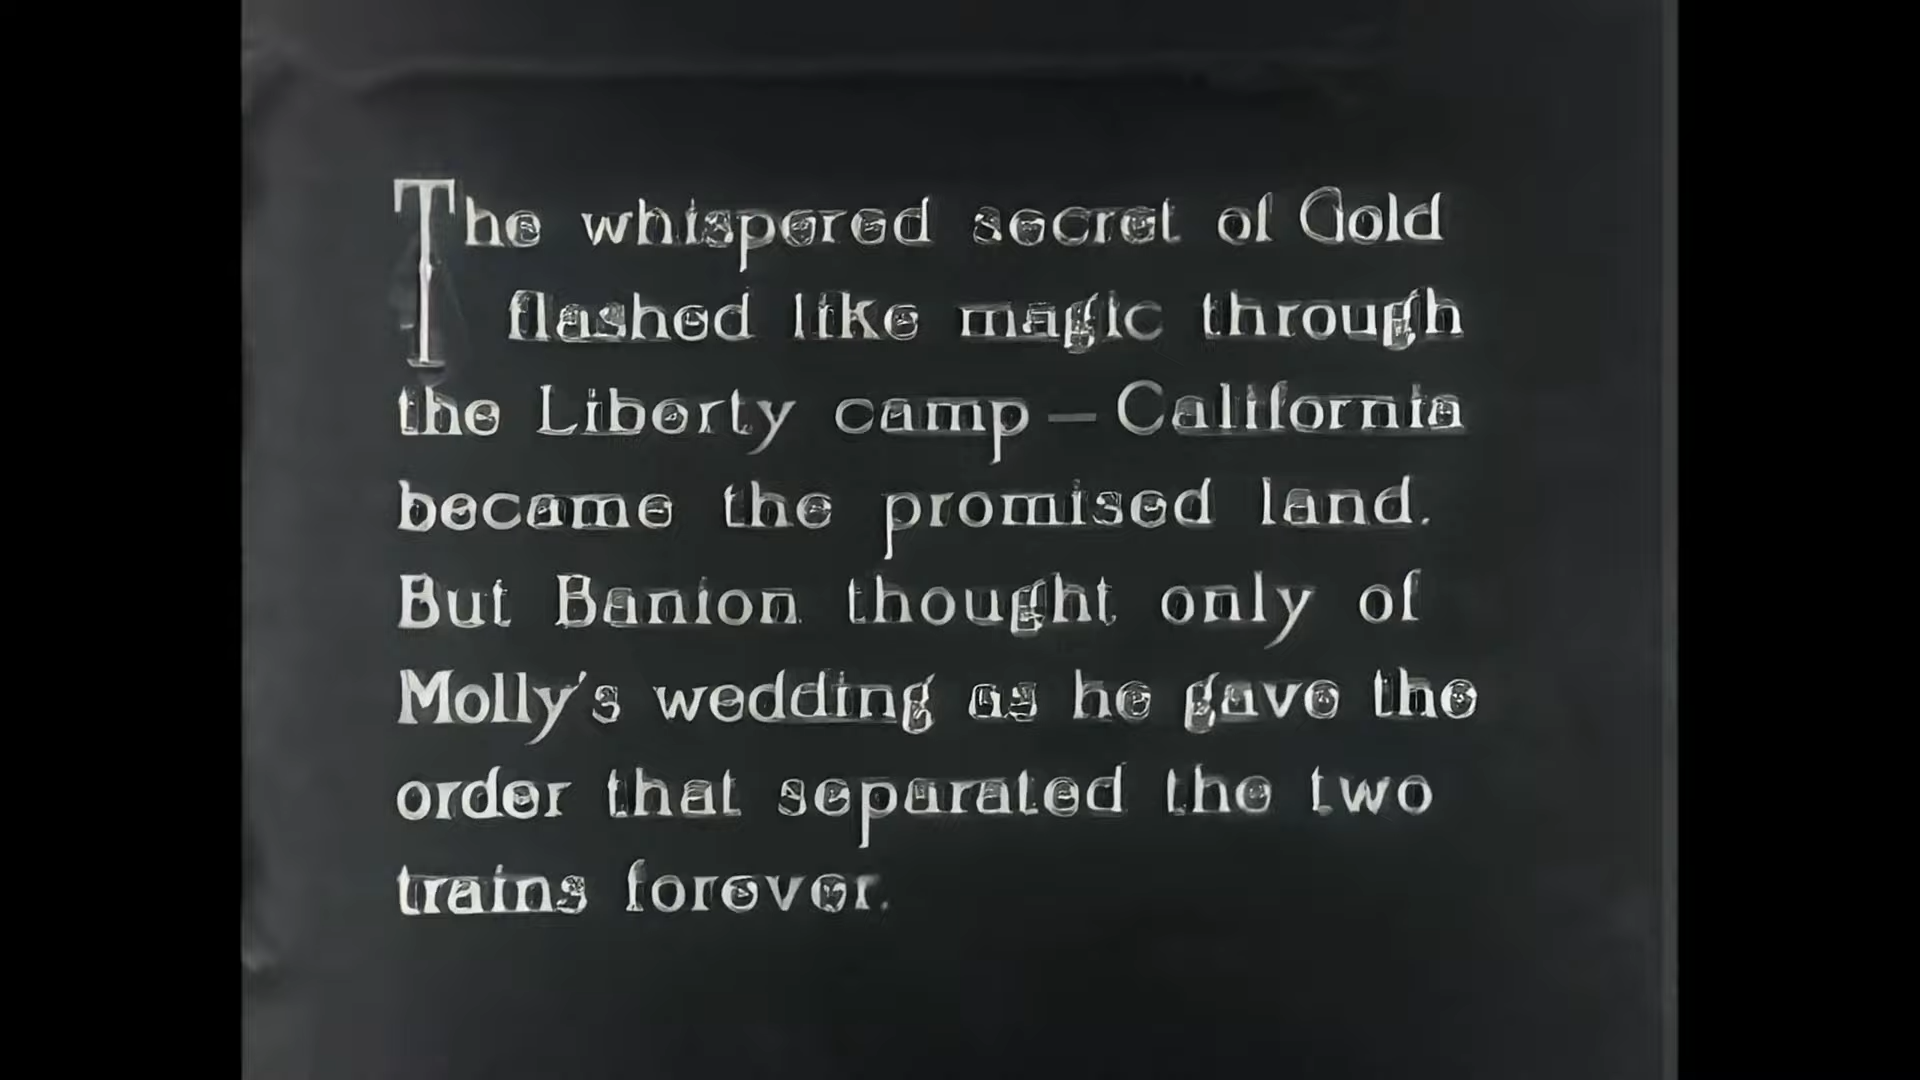 The whispered secret of Gold
flashed like magic through
the Liberty camp — California
became the promised land.
But Banion thought only of
Molly's wedding as he gave the
order that separated the two
trains forever.